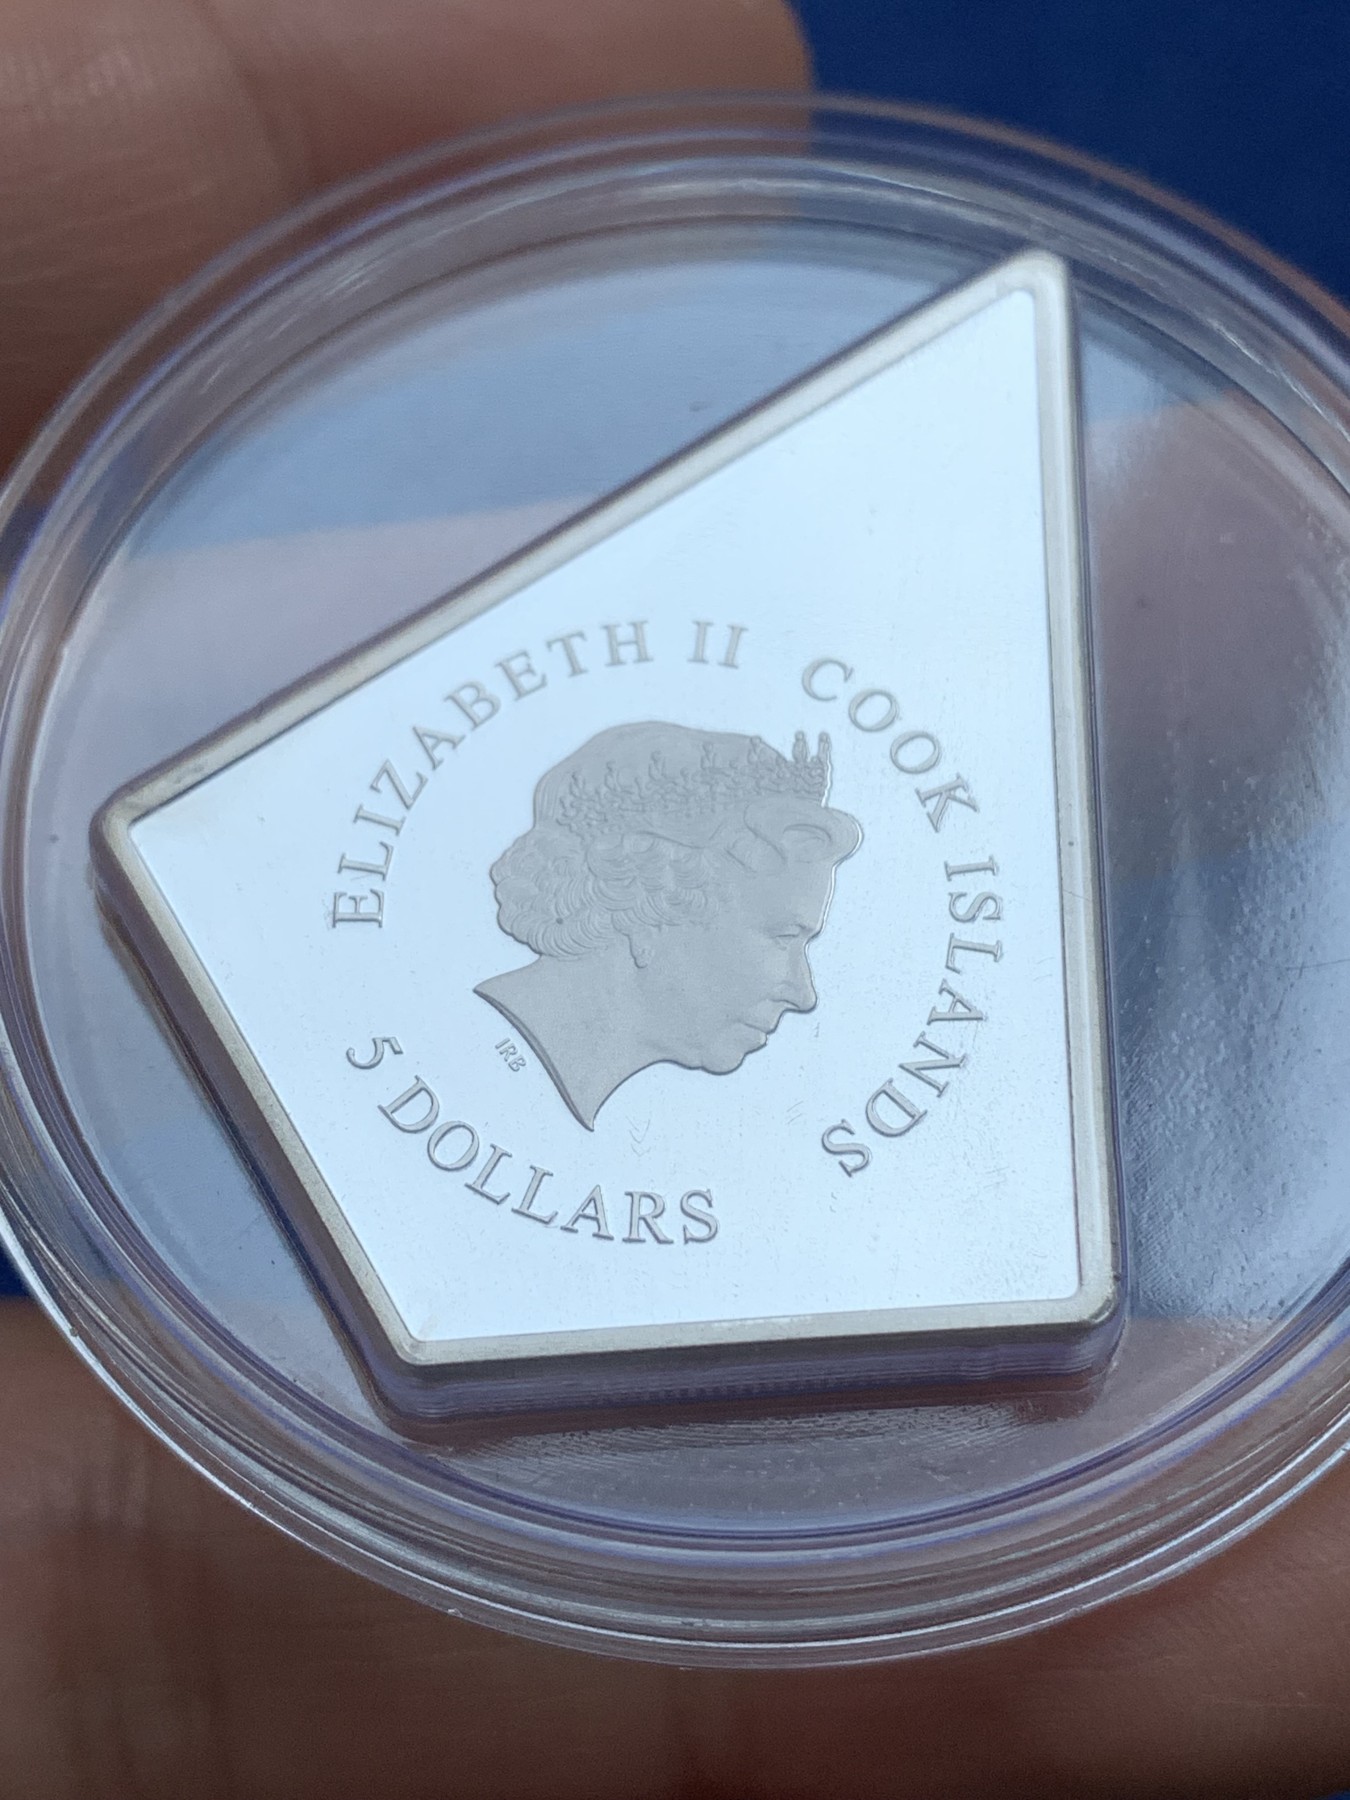 ELIZABETH II
COOK ISLANDS
5 DOLLARS
IRB